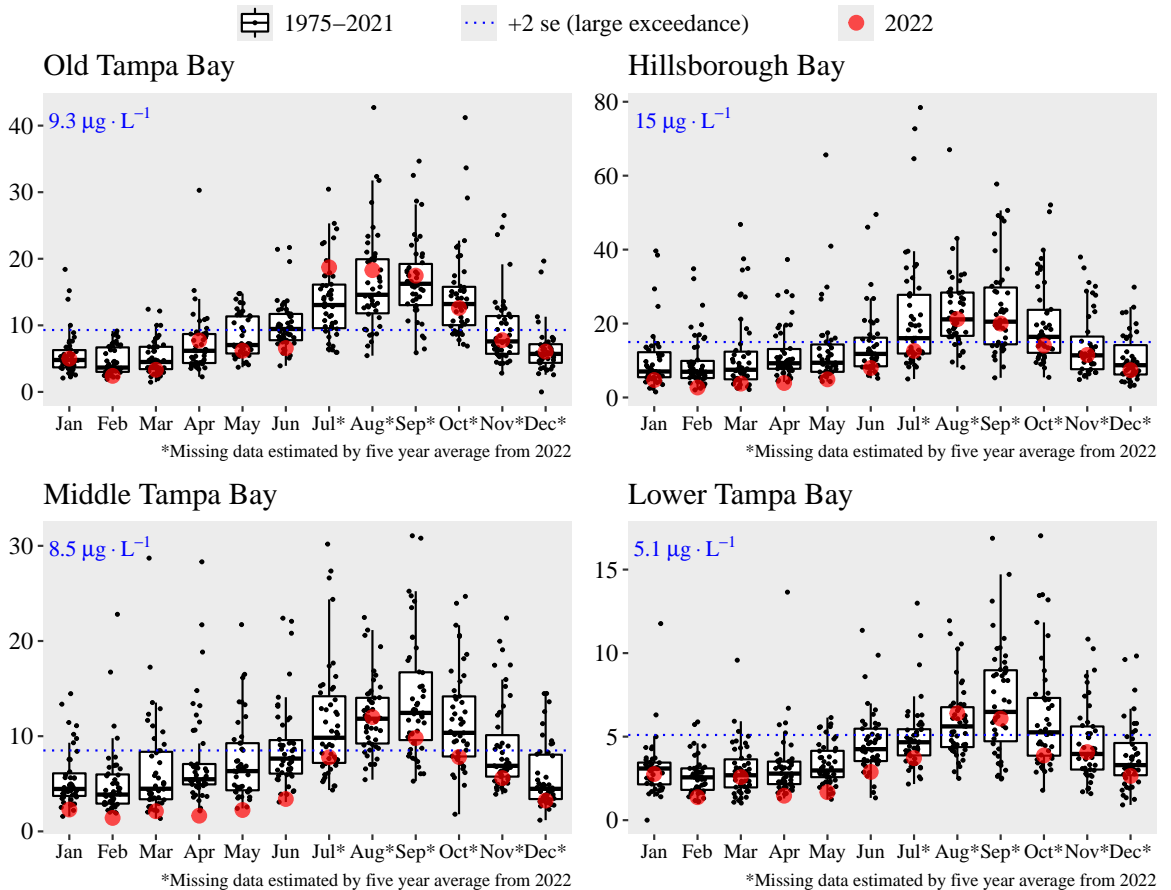 1975–2021 +2 se (large exceedance) 2022
Old Tampa Bay
9.3 µg · L⁻¹
40
30
20
10
0
Jan Feb Mar Apr May Jun Jul* Aug* Sep* Oct* Nov* Dec*
*Missing data estimated by five year average from 2022
Hillsborough Bay
15 µg · L⁻¹
80
60
40
20
0
Jan Feb Mar Apr May Jun Jul* Aug* Sep* Oct* Nov* Dec*
*Missing data estimated by five year average from 2022
Middle Tampa Bay
8.5 µg · L⁻¹
30
20
10
0
Jan Feb Mar Apr May Jun Jul* Aug* Sep* Oct* Nov* Dec*
*Missing data estimated by five year average from 2022
Lower Tampa Bay
5.1 µg · L⁻¹
15
10
5
0
Jan Feb Mar Apr May Jun Jul* Aug* Sep* Oct* Nov* Dec*
*Missing data estimated by five year average from 2022